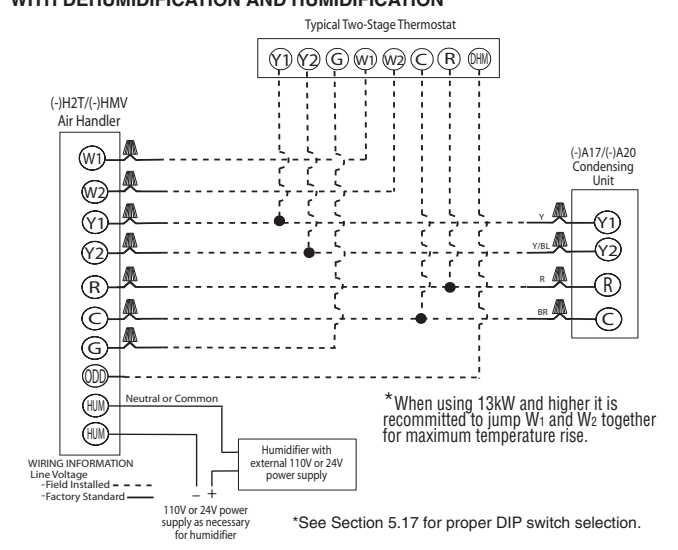 WITH DEHUMIDIFICATION AND HUMIDIFICATION
Typical Two-Stage Thermostat
Y1 Y2 G W1 W2 C R DHM
(-)H2T/(-)HMV
Air Handler
W1
W2
Y1
Y2
R
C
G
ODD
HUM
HUM
(-)A17/(-)A20
Condensing
Unit
Y Y1
Y/BL Y2
R R
BR C
Neutral or Common
*When using 13kW and higher it is
recommitted to jump W1 and W2 together
for maximum temperature rise.
Humidifier with
external 110V or 24V
power supply
WIRING INFORMATION
Line Voltage
-Field Installed
-Factory Standard
– +
110V or 24V power
supply as necessary
for humidifier
*See Section 5.17 for proper DIP switch selection.